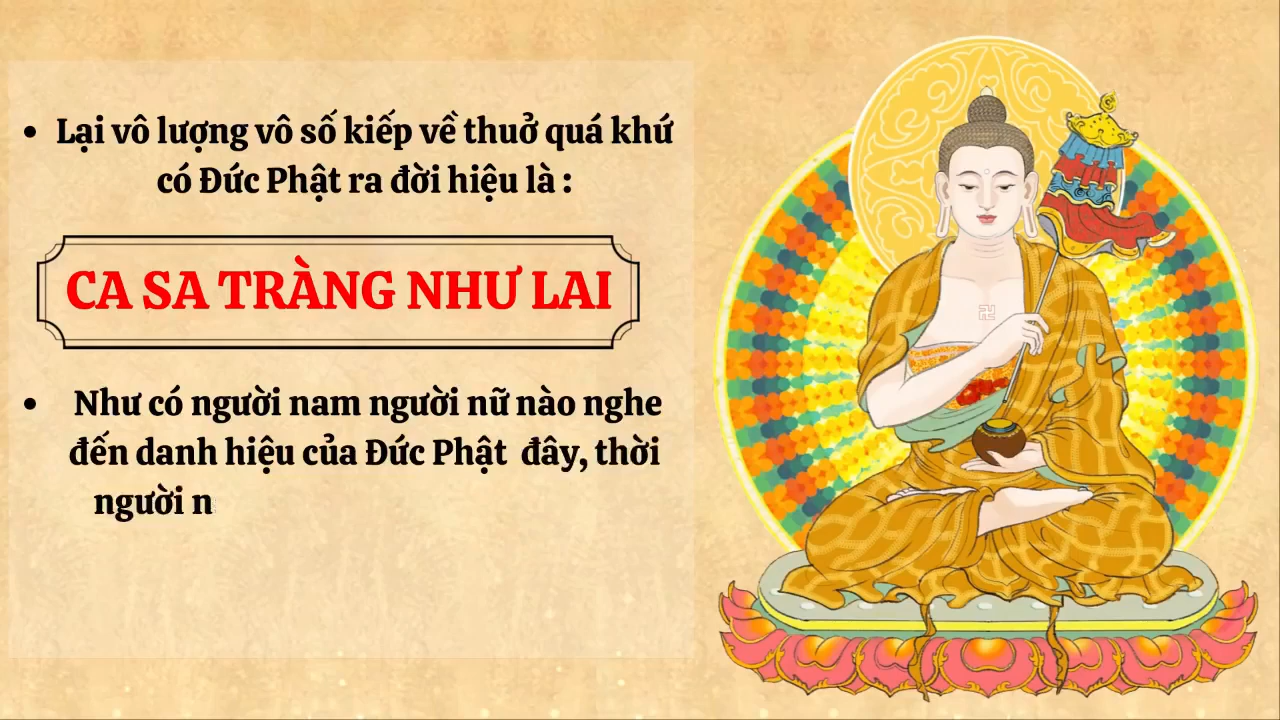 • Lại vô lượng vô số kiếp về thuở quá khứ
có Đức Phật ra đời hiệu là :
CA SA TRÀNG NHƯ LAI
• Như có người nam người nữ nào nghe
đến danh hiệu của Đức Phật đây, thời
người n